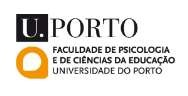 U. PORTO
FACULDADE DE PSICOLOGIA
E DE CIÊNCIAS DA EDUCAÇÃO
UNIVERSIDADE DO PORTO